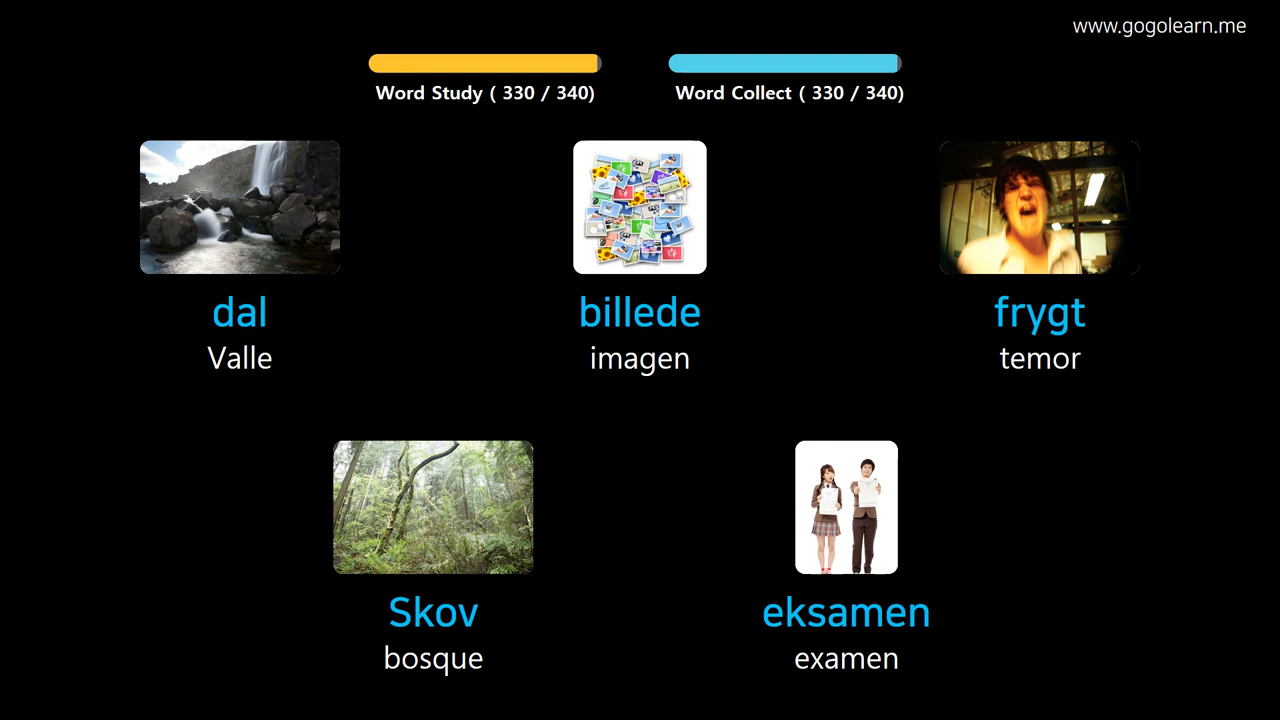 www.gogolearn.me
Word Study ( 330 / 340)
Word Collect ( 330 / 340)
dal
Valle
billede
imagen
frygt
temor
Skov
bosque
eksamen
examen